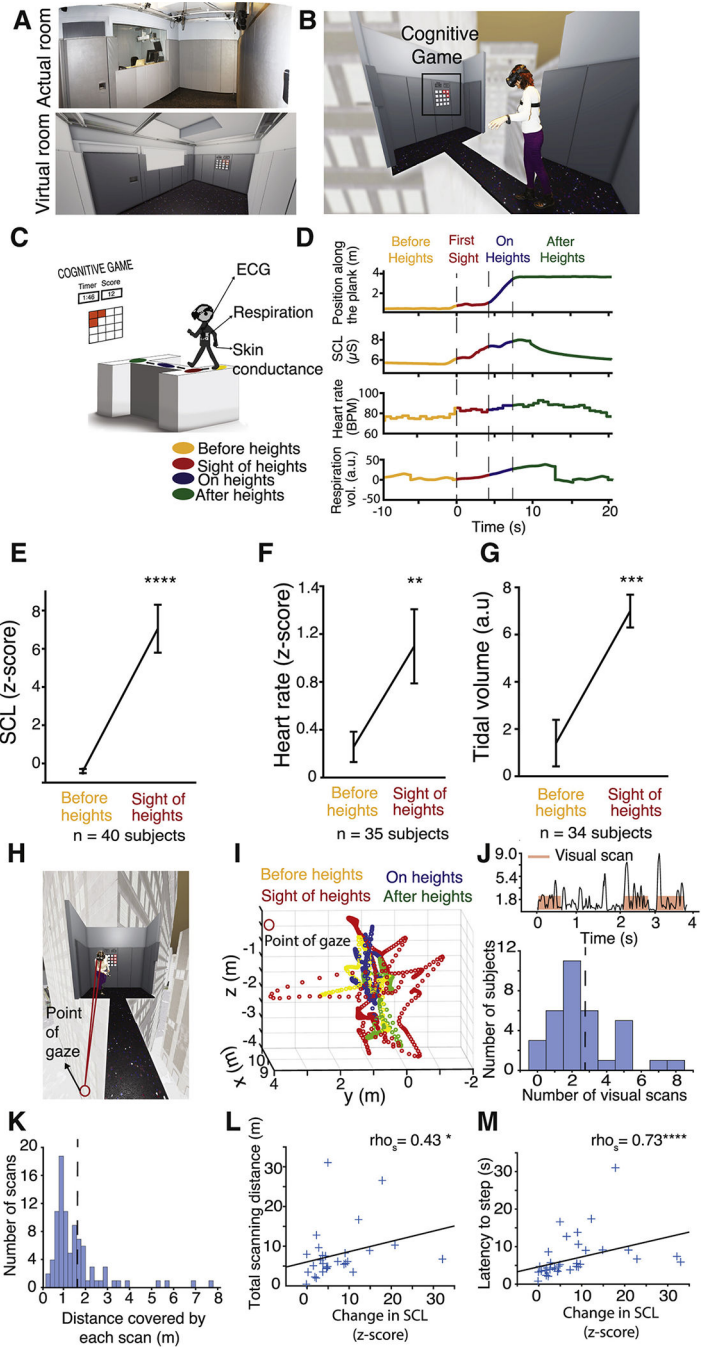 A
Actual room
Virtual room
B
Cognitive
Game
C
COGNITIVE GAME
Timer Score
1:46 12
ECG
Respiration
Skin
conductance
Before heights
Sight of heights
On heights
After heights
D
Before
Heights
First
Sight
On
Heights
After
Heights
Position along
the plank (m)
4
2
SCL
(µS)
8
6
Heart rate
(BPM)
100
80
60
Respiration
vol. (a.u.)
50
0
-50
-10 0 10 20
Time (s)
E
****
SCL (z-score)
8
6
4
2
0
Before
heights
Sight of
heights
n = 40 subjects
F
**
Heart rate (z-score)
1.4
1.2
0.8
0.4
0
Before
heights
Sight of
heights
n = 35 subjects
G
***
Tidal volume (a.u)
8
6
4
2
0
Before
heights
Sight of
heights
n = 34 subjects
H
Point
of
gaze
I
Before heights On heights
Sight of heights After heights
Point of gaze
z (m)
-1
-2
-3
-4
x (m)
10
9
4 2 0 -2
y (m)
J
Visual scan
9.0
5.4
1.8
0 1 2 3 4
Time (s)
Number of subjects
12
8
4
0
0 2 4 6 8
Number of visual scans
K
Number of scans
20
16
12
8
4
0
0 1 2 3 4 5 6 7 8
Distance covered by
each scan (m)
L
rhos= 0.43 *
Total scanning distance (m)
30
20
10
0
0 10 20 30
Change in SCL
(z-score)
M
rhos= 0.73****
Latency to step (s)
30
20
10
0
0 10 20 30
Change in SCL
(z-score)